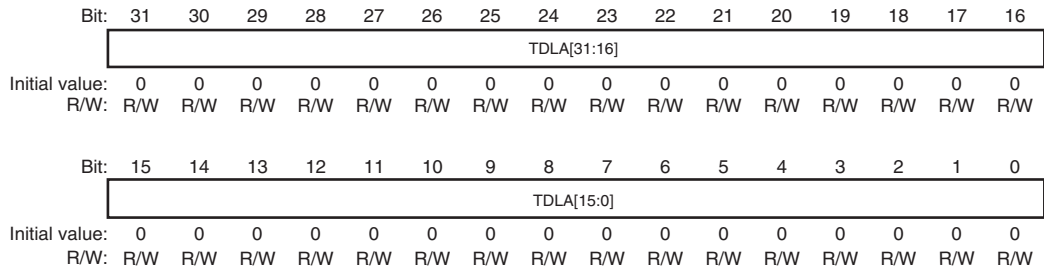 Bit: 31 30 29 28 27 26 25 24 23 22 21 20 19 18 17 16
TDLA[31:16]
Initial value: 0 0 0 0 0 0 0 0 0 0 0 0 0 0 0 0
R/W: R/W R/W R/W R/W R/W R/W R/W R/W R/W R/W R/W R/W R/W R/W R/W R/W
Bit: 15 14 13 12 11 10 9 8 7 6 5 4 3 2 1 0
TDLA[15:0]
Initial value: 0 0 0 0 0 0 0 0 0 0 0 0 0 0 0 0
R/W: R/W R/W R/W R/W R/W R/W R/W R/W R/W R/W R/W R/W R/W R/W R/W R/W